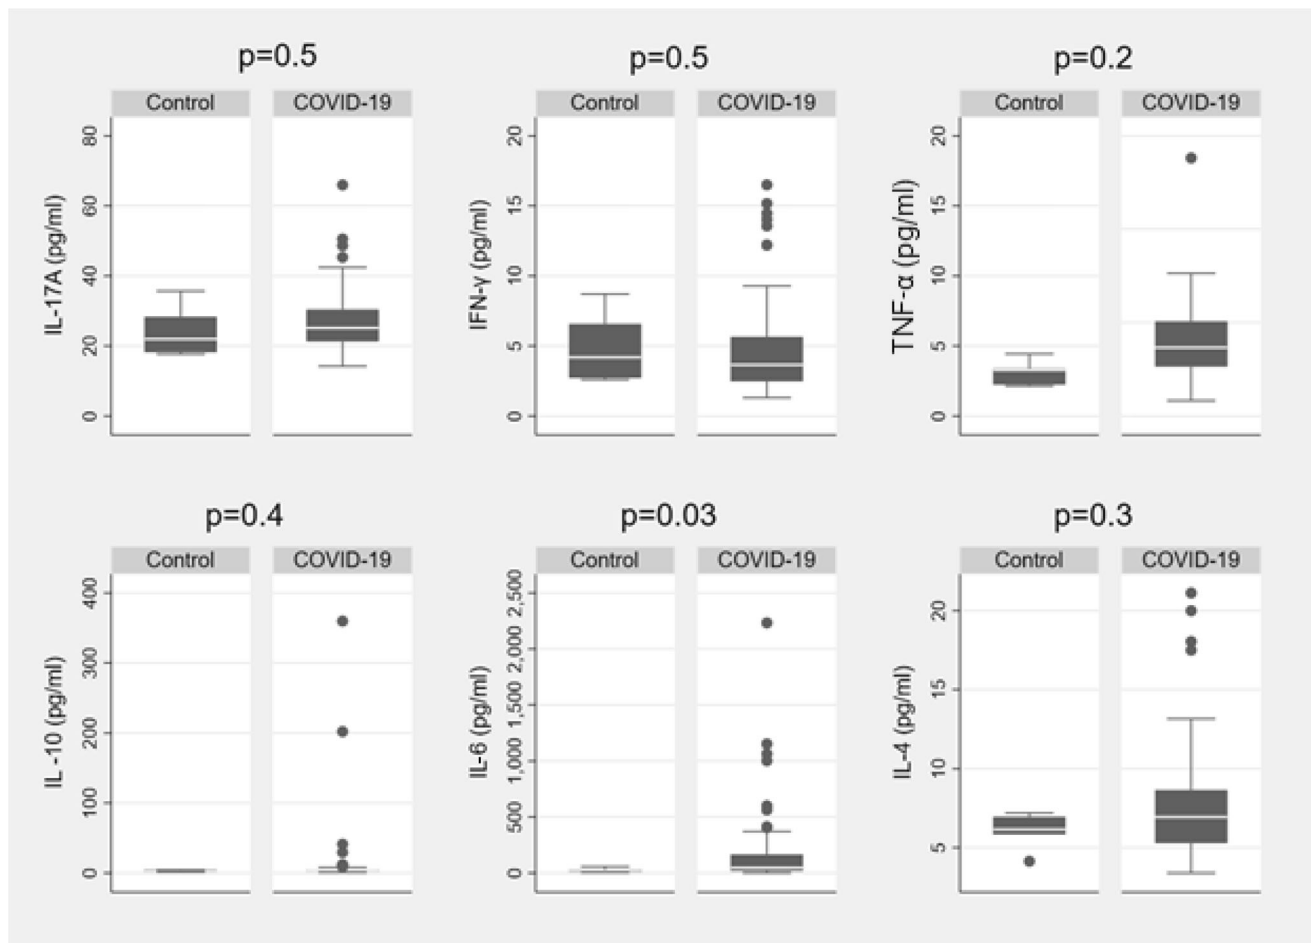 p=0.5
p=0.5
p=0.2
Control COVID-19
Control COVID-19
Control COVID-19
IL-17A (pg/ml)
80
60
40
20
0
IFN-γ (pg/ml)
20
15
10
5
0
TNF-α (pg/ml)
20
15
10
5
0
p=0.4
p=0.03
p=0.3
Control COVID-19
Control COVID-19
Control COVID-19
IL -10 (pg/ml)
400
300
200
100
0
IL-6 (pg/ml)
2,500
2,000
1,500
1,000
500
0
IL-4 (pg/ml)
20
15
10
5